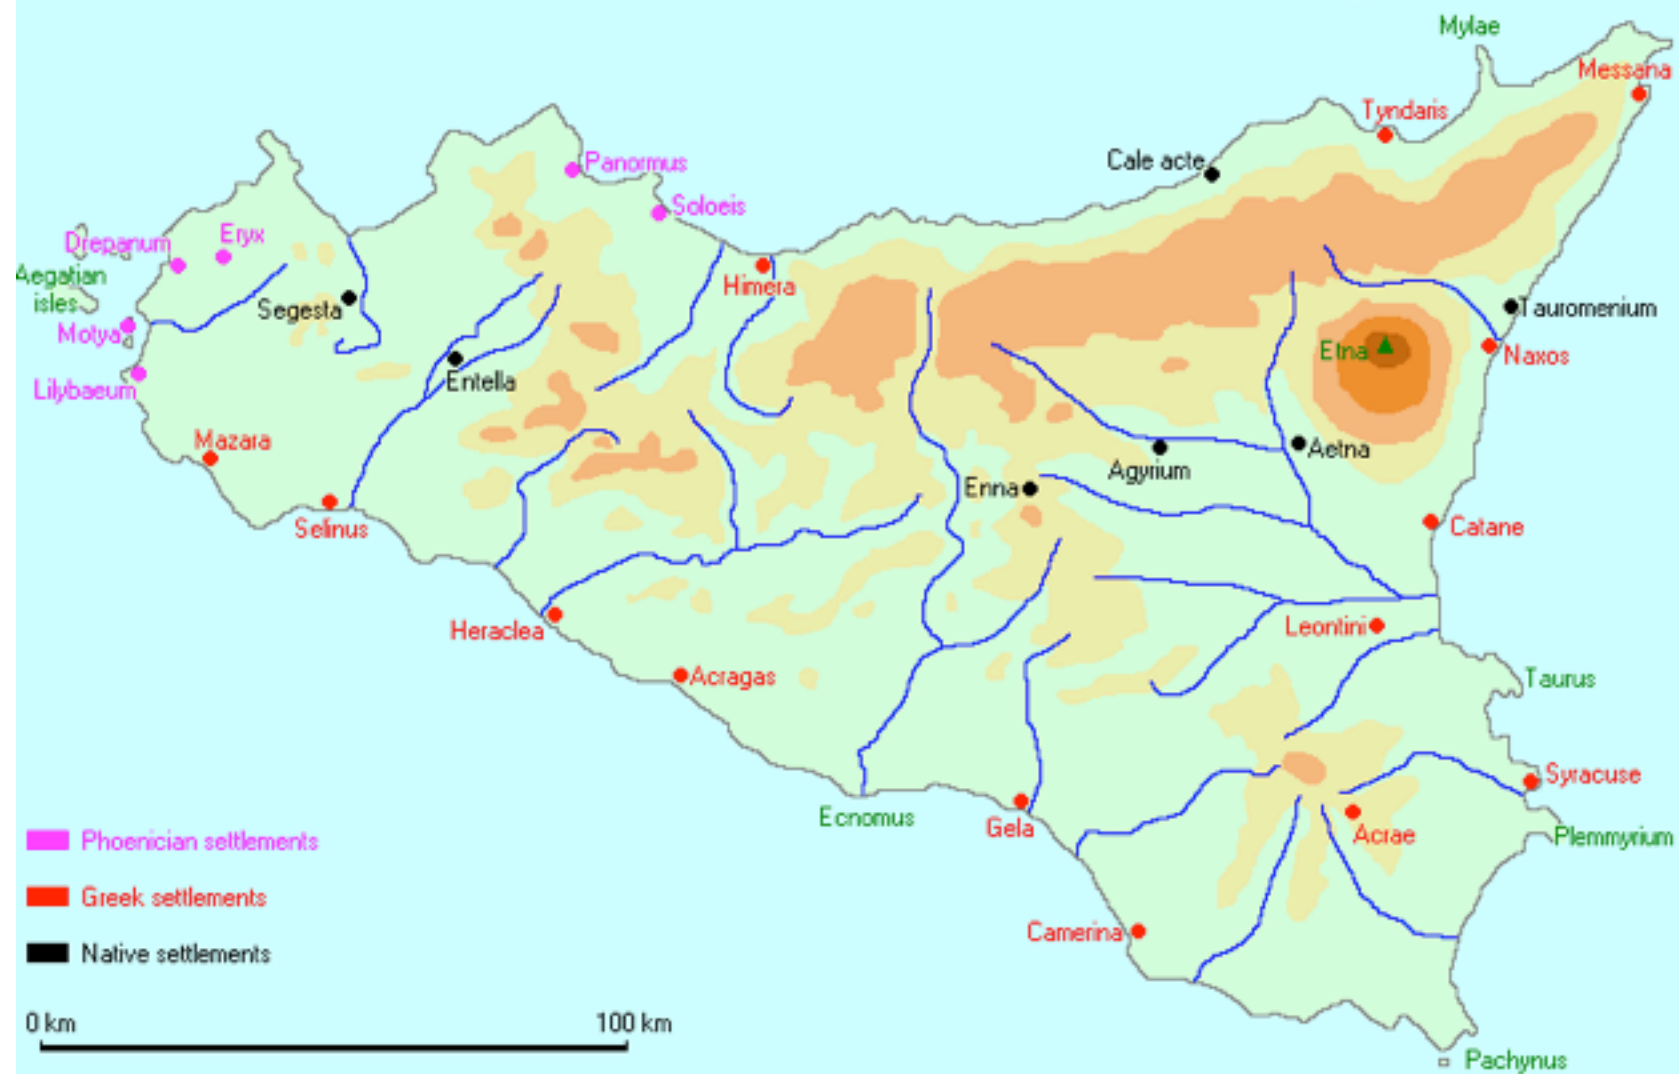 Mylae
Messana
Tyndaris
Cale acte
Panormus
Soloeis
Eryx
Drepanum
Aegatian
isles
Himera
Segesta
Tauromenium
Motya
Etna
Naxos
Lilybaeum
Entella
Mazara
Aetna
Agyrium
Enna
Selinus
Catane
Heraclea
Leontini
Acragas
Taurus
Syracuse
Ecnomus
Gela
Acrae
Plemmyrium
Phoenician settlements
Greek settlements
Camerina
Native settlements
0 km
100 km
Pachynus